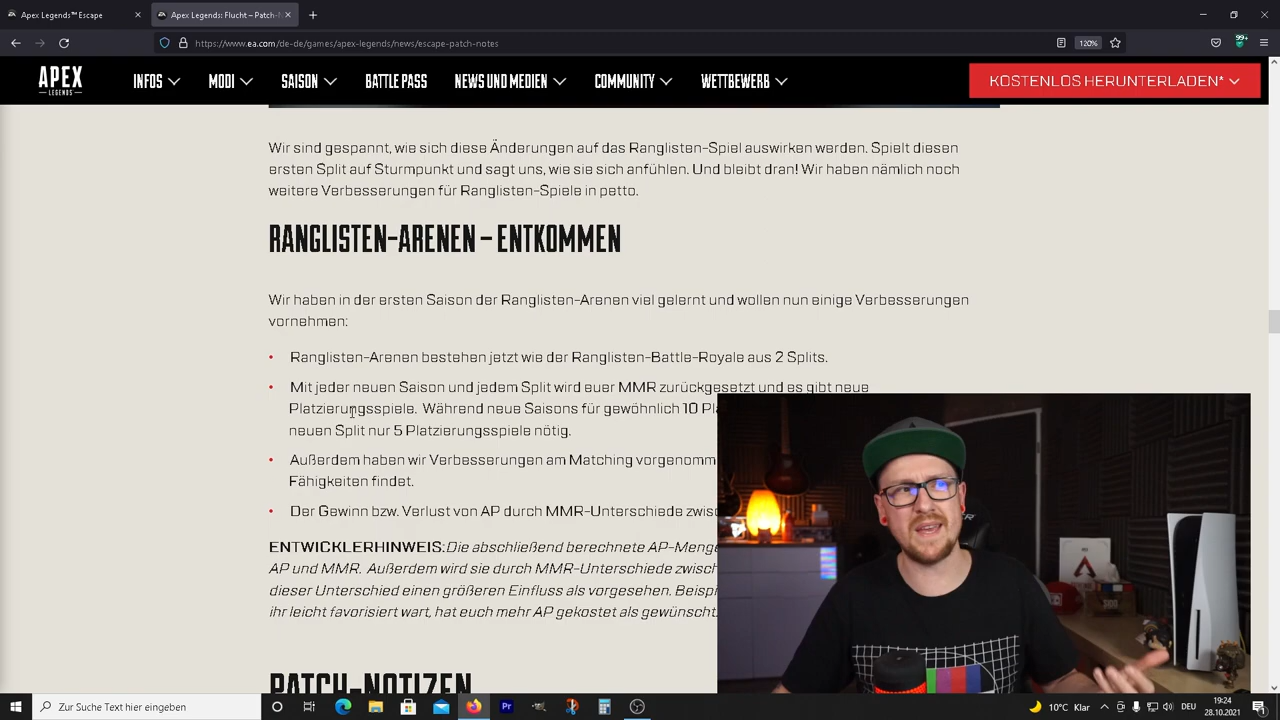 Apex Legends™ Escape
Apex Legends: Flucht – Patch-N
https://www.ea.com/de-de/games/apex-legends/news/escape-patch-notes
120%
99+
APEX
LEGENDS
INFOS
MODI
SAISON
BATTLE PASS
NEWS UND MEDIEN
COMMUNITY
WETTBEWERB
KOSTENLOS HERUNTERLADEN*
Wir sind gespannt, wie sich diese Änderungen auf das Ranglisten-Spiel auswirken werden. Spielt diesen
ersten Split auf Sturmpunkt und sagt uns, wie sie sich anfühlen. Und bleibt dran! Wir haben nämlich noch
weitere Verbesserungen für Ranglisten-Spiele in petto.
RANGLISTEN-ARENEN – ENTKOMMEN
Wir haben in der ersten Saison der Ranglisten-Arenen viel gelernt und wollen nun einige Verbesserungen
vornehmen:
• Ranglisten-Arenen bestehen jetzt wie der Ranglisten-Battle-Royale aus 2 Splits.
• Mit jeder neuen Saison und jedem Split wird euer MMR zurückgesetzt und es gibt neue
Platzierungsspiele. Während neue Saisons für gewöhnlich 10 Pla
neuen Split nur 5 Platzierungsspiele nötig.
• Außerdem haben wir Verbesserungen am Matching vorgenomm
Fähigkeiten findet.
• Der Gewinn bzw. Verlust von AP durch MMR-Unterschiede zwisc
ENTWICKLERHINWEIS: Die abschließend berechnete AP-Menge
AP und MMR. Außerdem wird sie durch MMR-Unterschiede zwisch
dieser Unterschied einen größeren Einfluss als vorgesehen. Beispi
ihr leicht favorisiert wart, hat euch mehr AP gekostet als gewünscht.
PATCH-NOTIZEN
Zur Suche Text hier eingeben
Pr
10°C Klar
DEU
19:24
28.10.2021